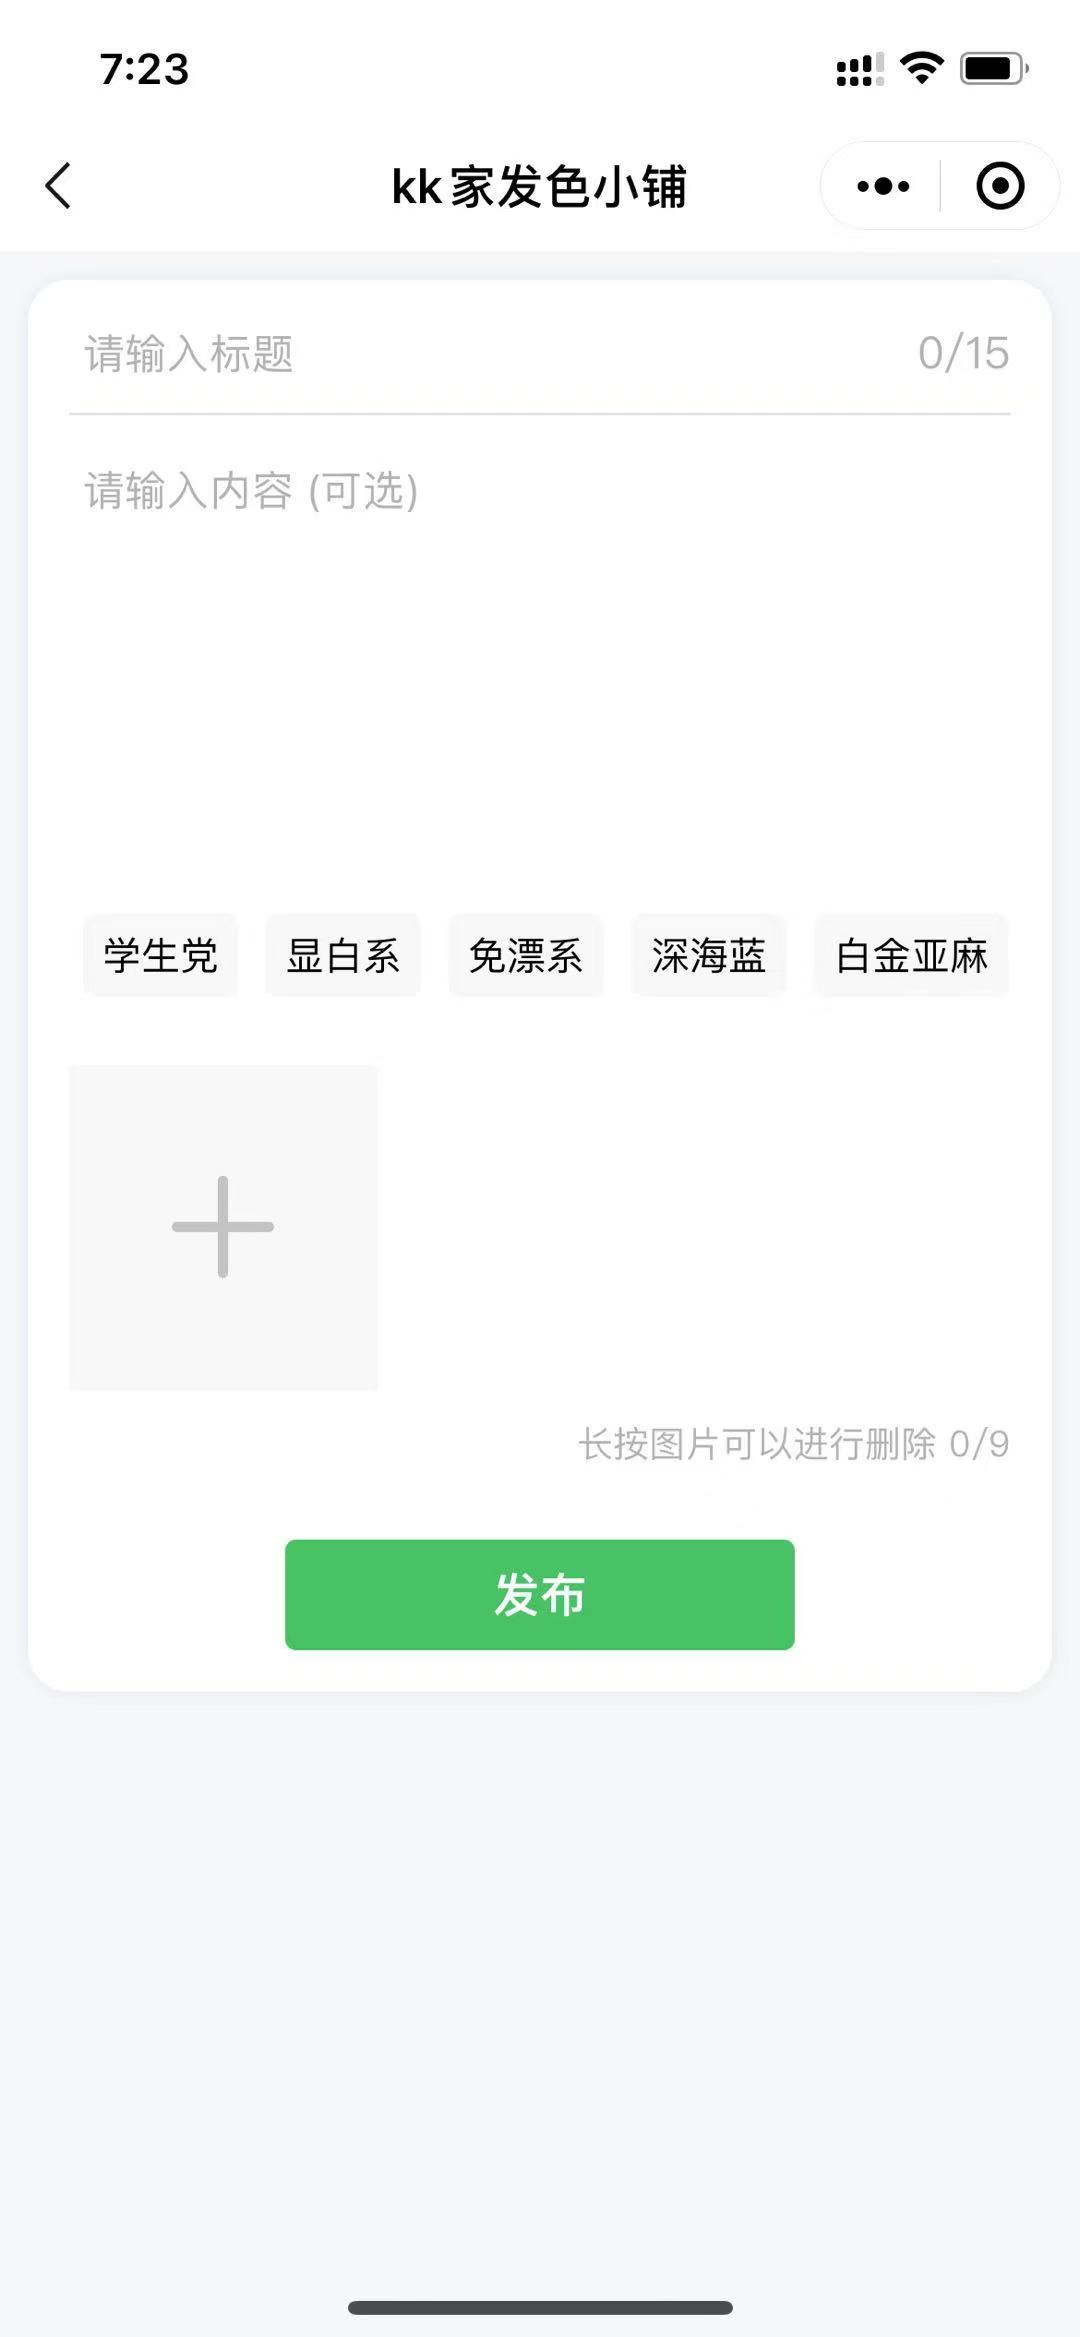 7:23
kk家发色小铺
请输入标题 0/15
请输入内容 (可选)
学生党 显白系 免漂系 深海蓝 白金亚麻
长按图片可以进行删除 0/9
发布